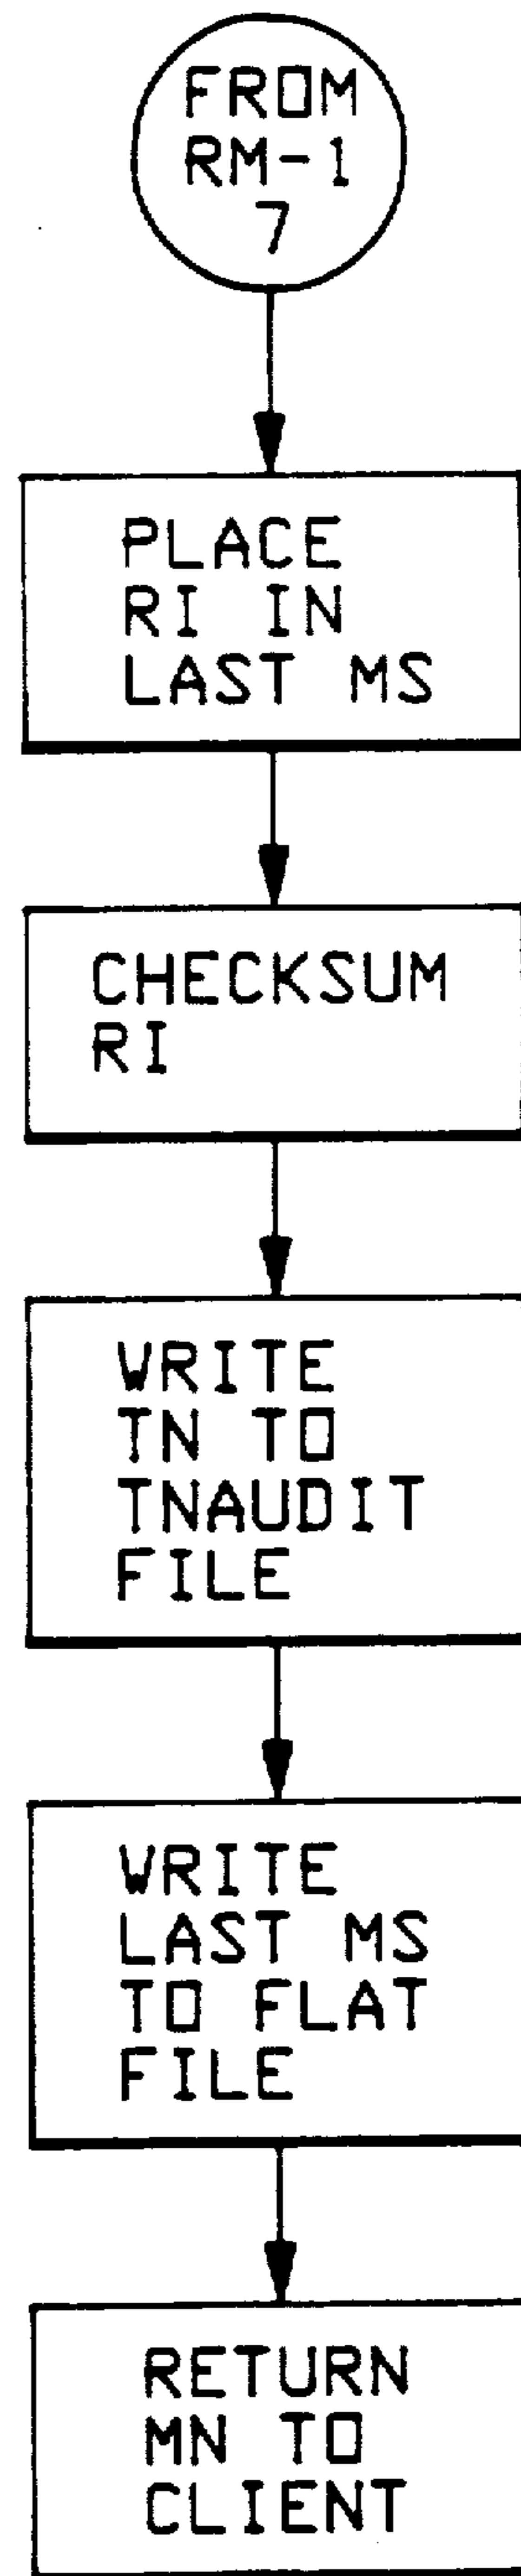 FROM
RM-1
7
PLACE
RI IN
LAST MS
CHECKSUM
RI
WRITE
TN TO
TNAUDIT
FILE
WRITE
LAST MS
TO FLAT
FILE
RETURN
MN TO
CLIENT